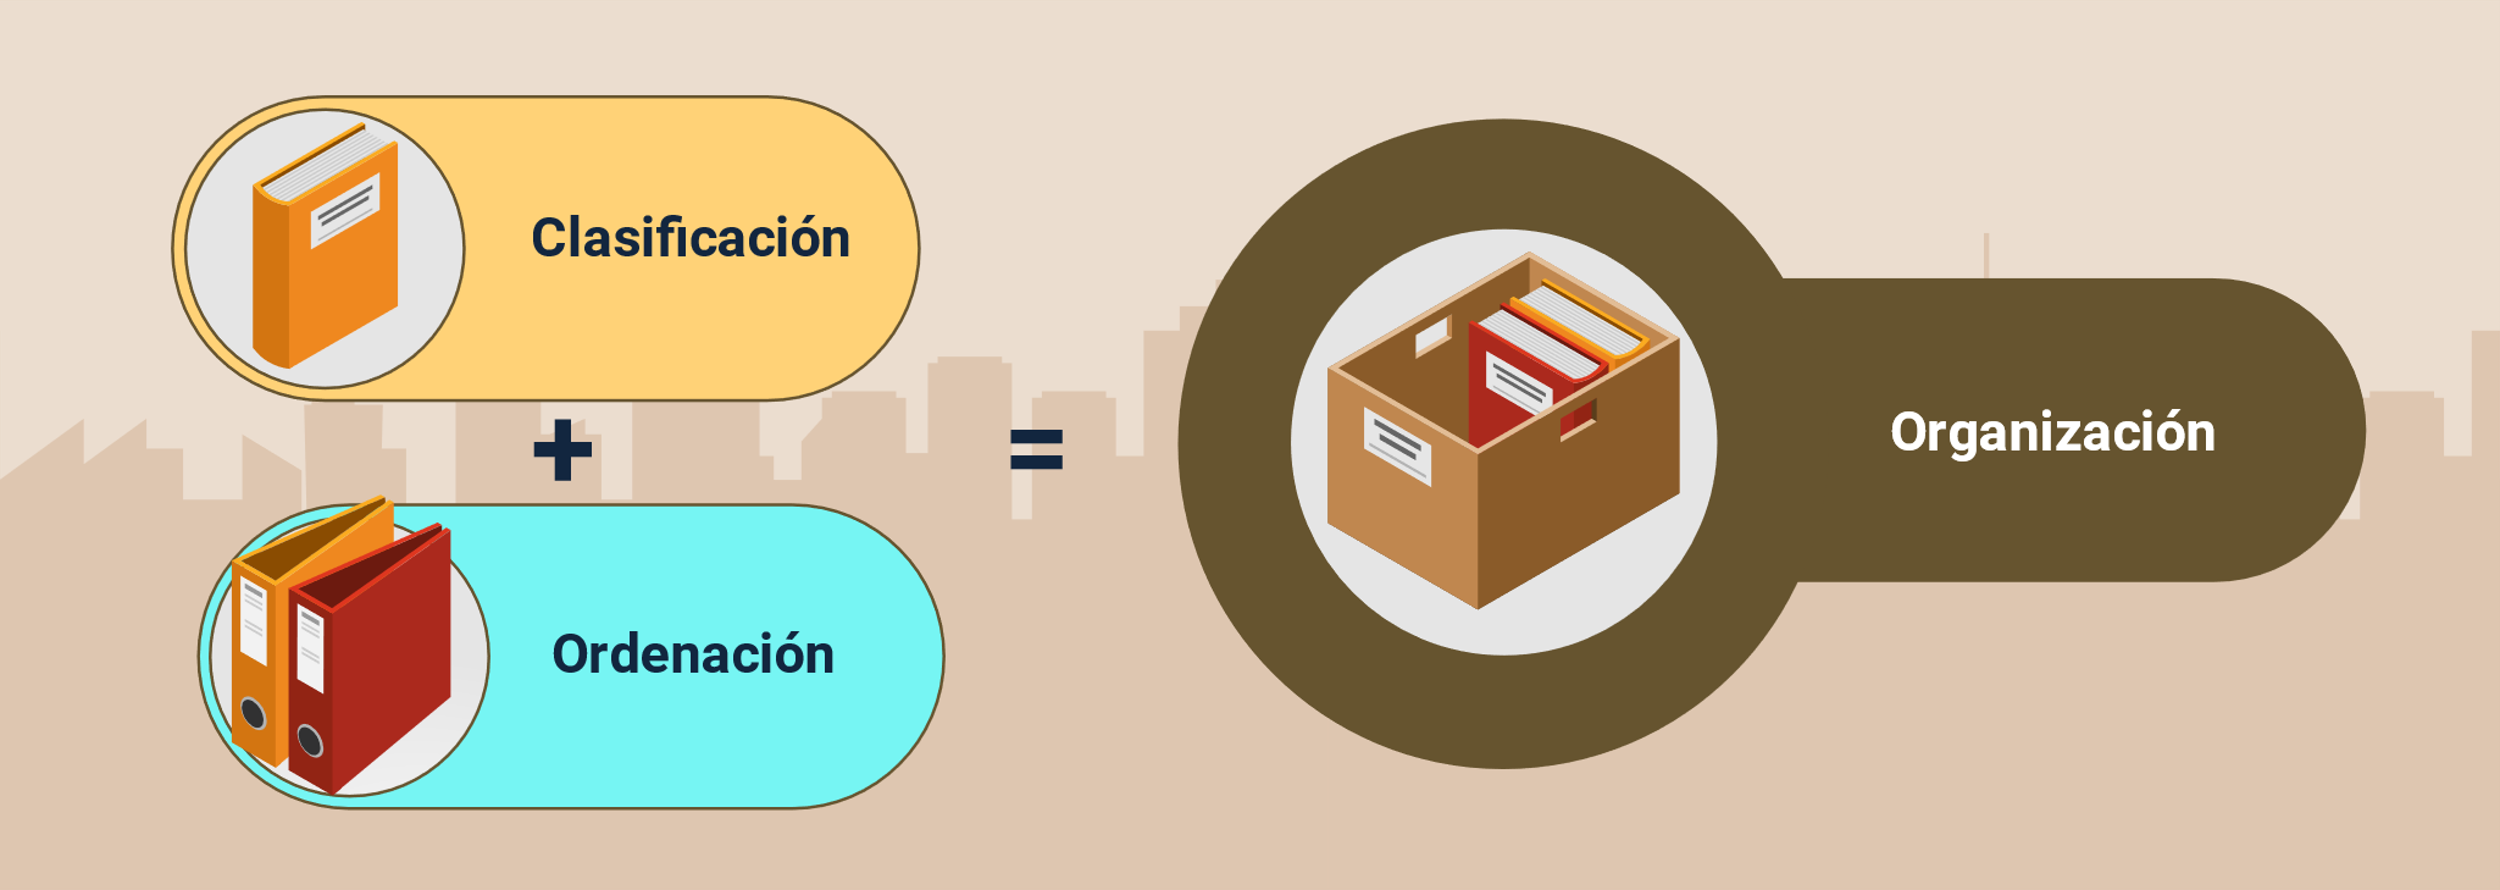 Clasificación
+
=
Ordenación
Organización